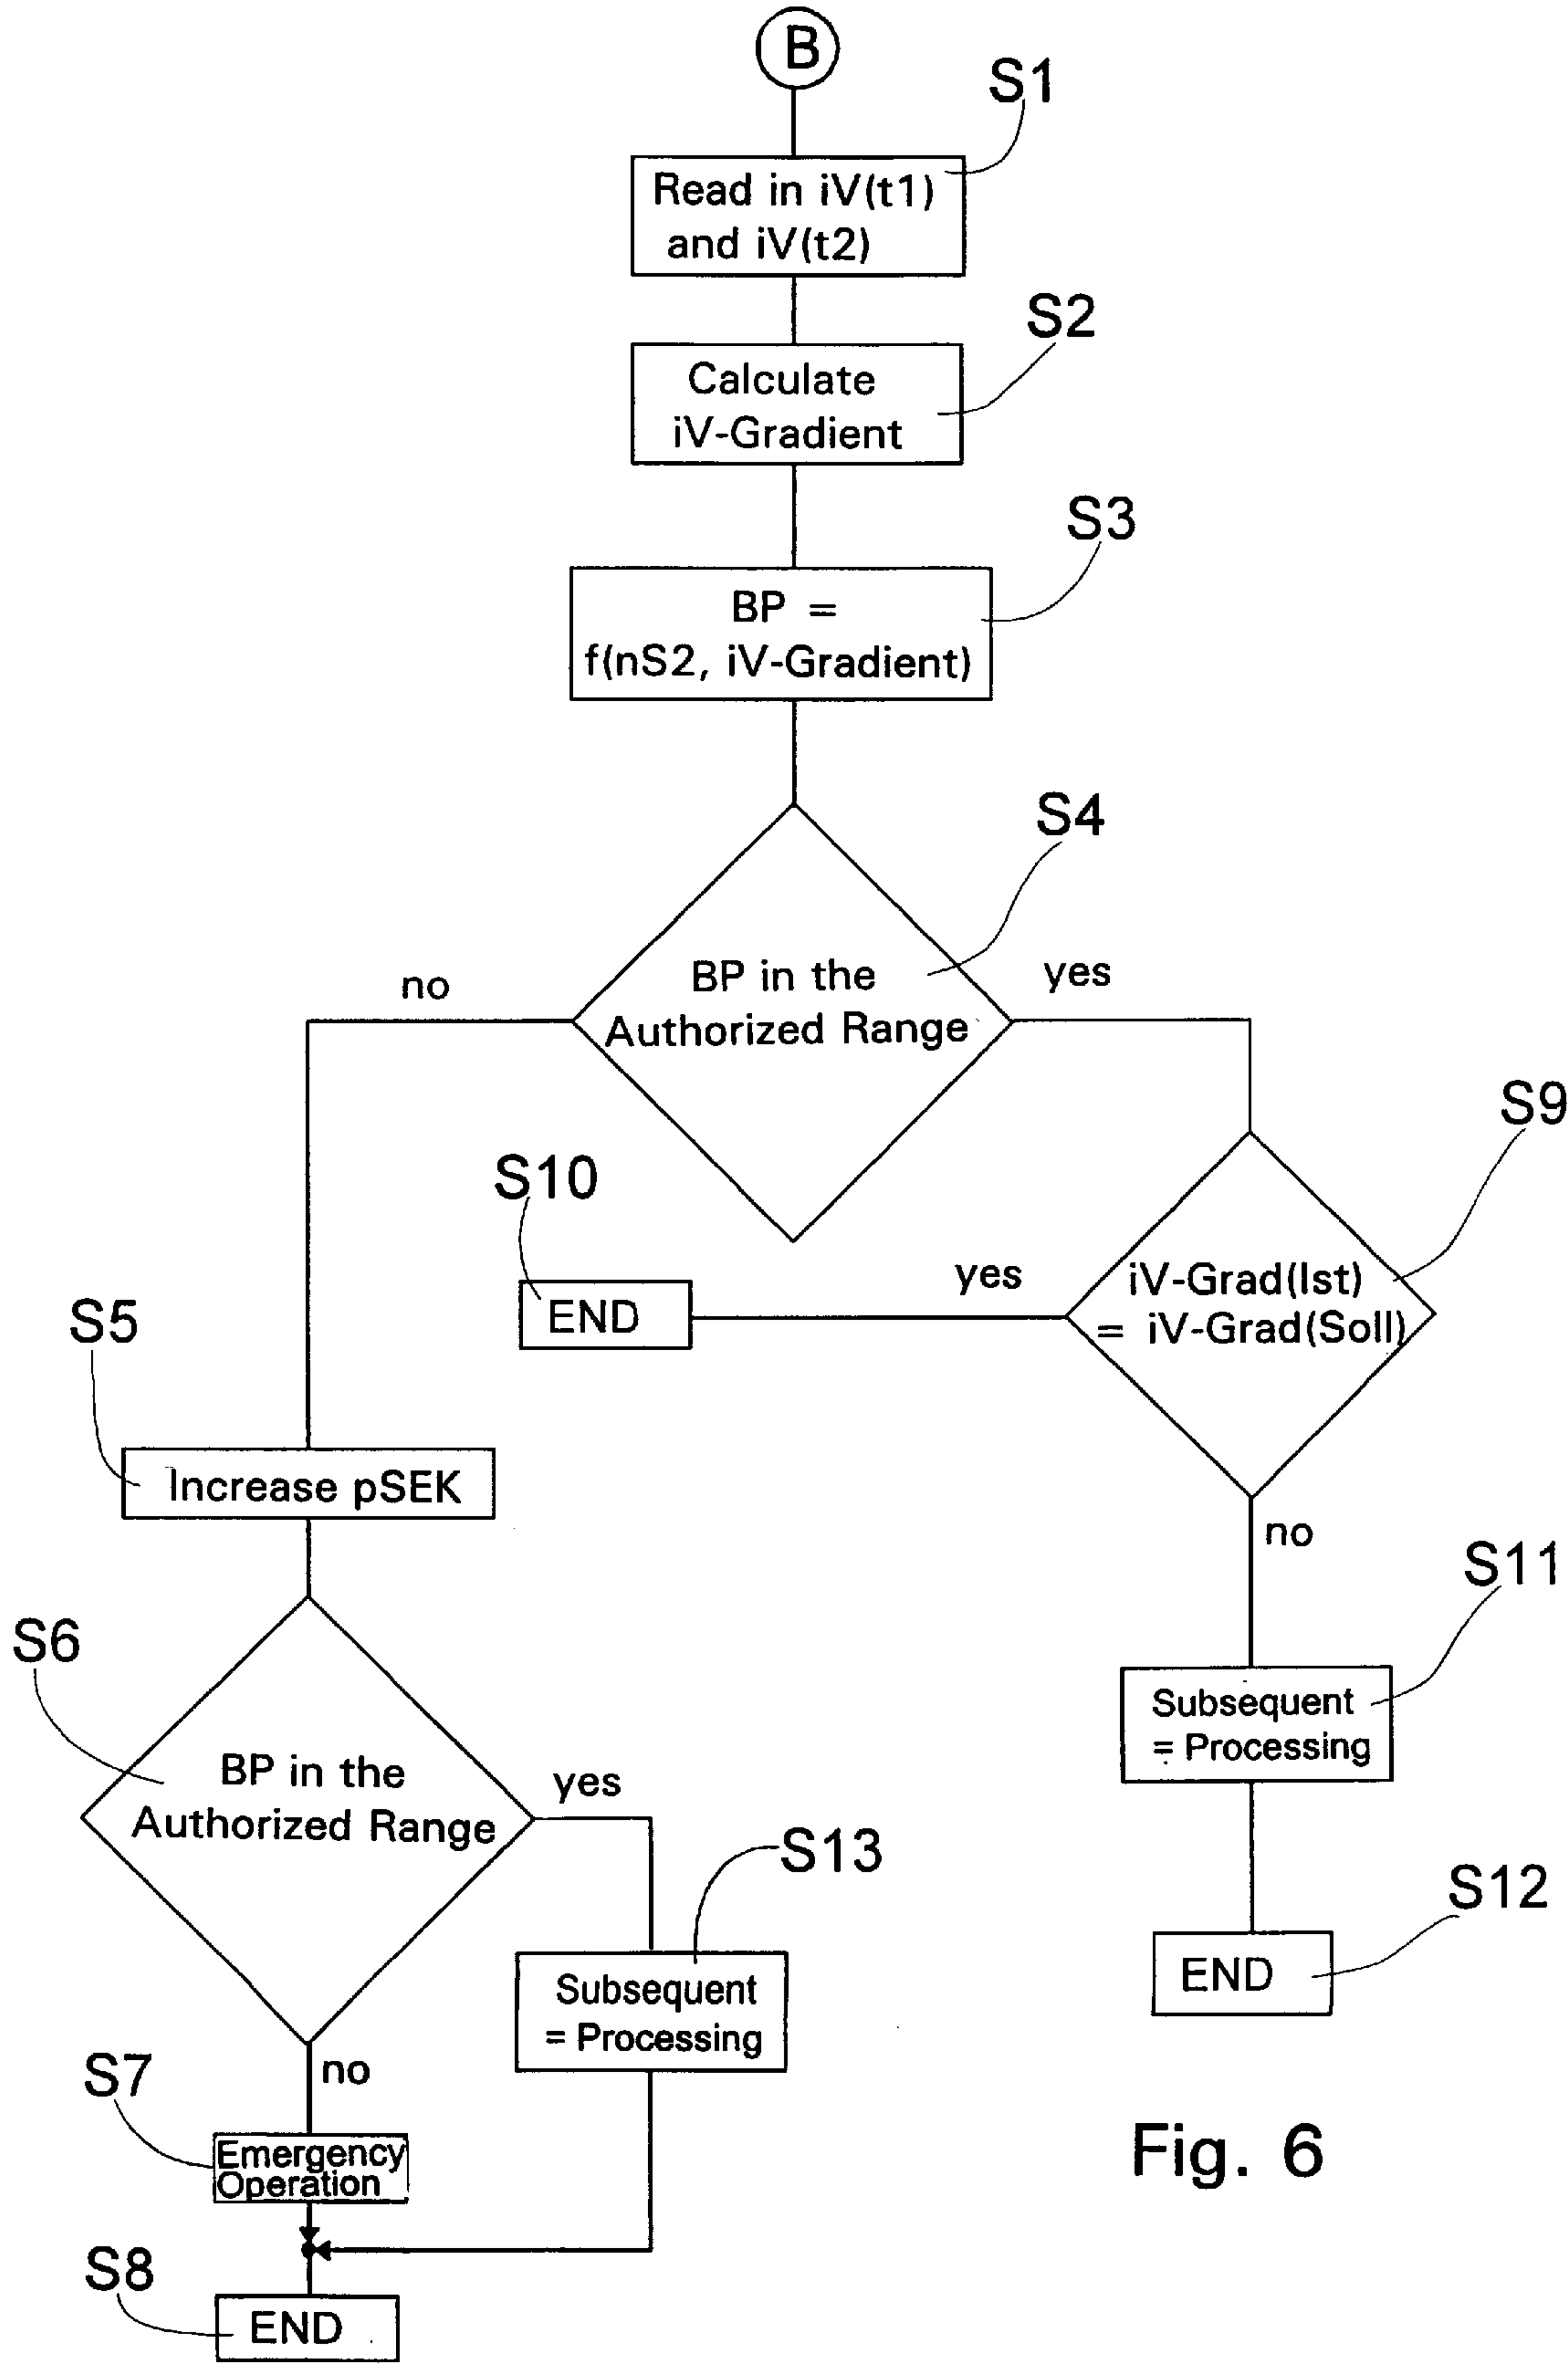 B
S1
Read in iV(t1)
and iV(t2)
S2
Calculate
iV-Gradient
S3
BP =
f(nS2, iV-Gradient)
S4
BP in the
Authorized Range
no
yes
S9
iV-Grad(Ist)
= iV-Grad(Soll)
yes
S10
END
no
S5
Increase pSEK
S11
Subsequent
= Processing
S6
BP in the
Authorized Range
yes
S13
Subsequent
= Processing
S12
END
no
S7
Emergency
Operation
S8
END
Fig. 6